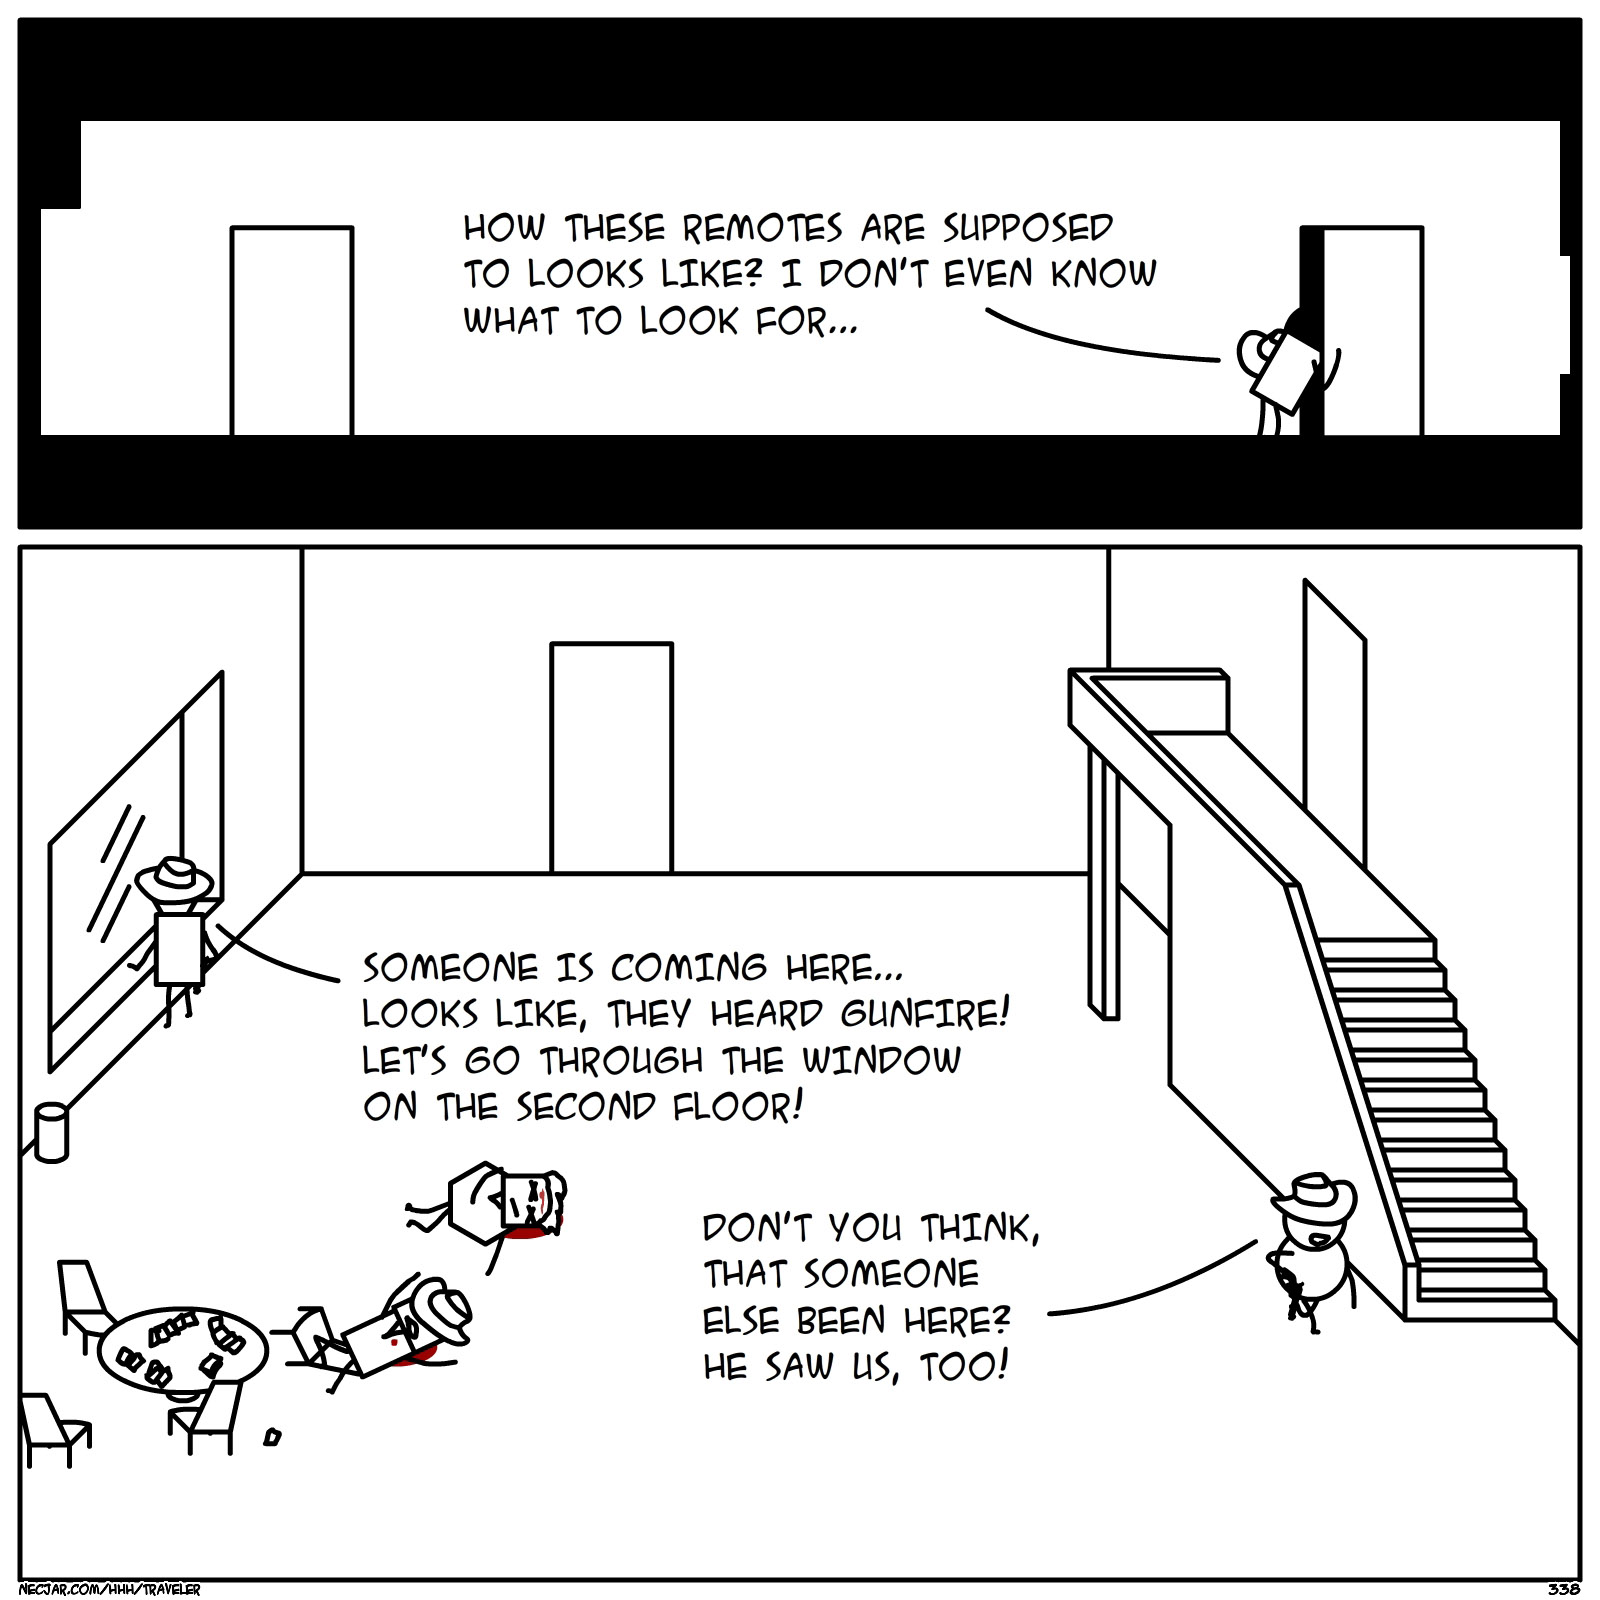 HOW THESE REMOTES ARE SUPPOSED
TO LOOKS LIKE? I DON'T EVEN KNOW
WHAT TO LOOK FOR...
SOMEONE IS COMING HERE...
LOOKS LIKE, THEY HEARD GUNFIRE!
LET'S GO THROUGH THE WINDOW
ON THE SECOND FLOOR!
DON'T YOU THINK,
THAT SOMEONE
ELSE BEEN HERE?
HE SAW US, TOO!
NECJAR.COM/HHH/TRAVELER
338